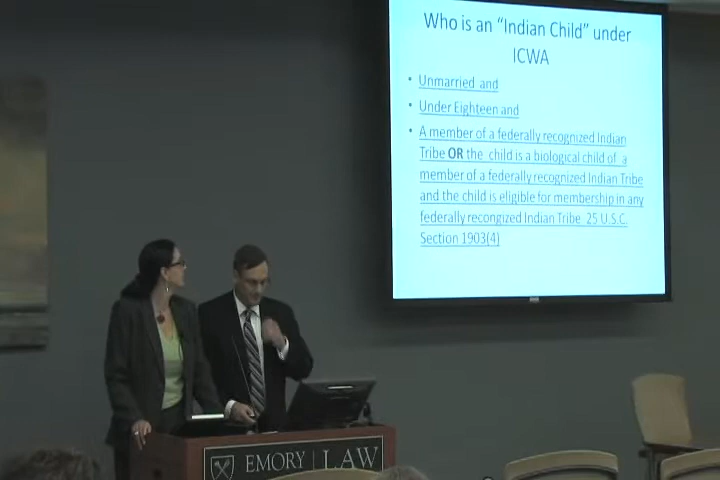 Who is an “Indian Child” under
ICWA
• Unmarried and
• Under Eighteen and
• A member of a federally recognized Indian
Tribe OR the child is a biological child of a
member of a federally recognized Indian Tribe
and the child is eligible for membership in any
federally recongized Indian Tribe 25 U.S.C.
Section 1903(4)
EMORY | LAW